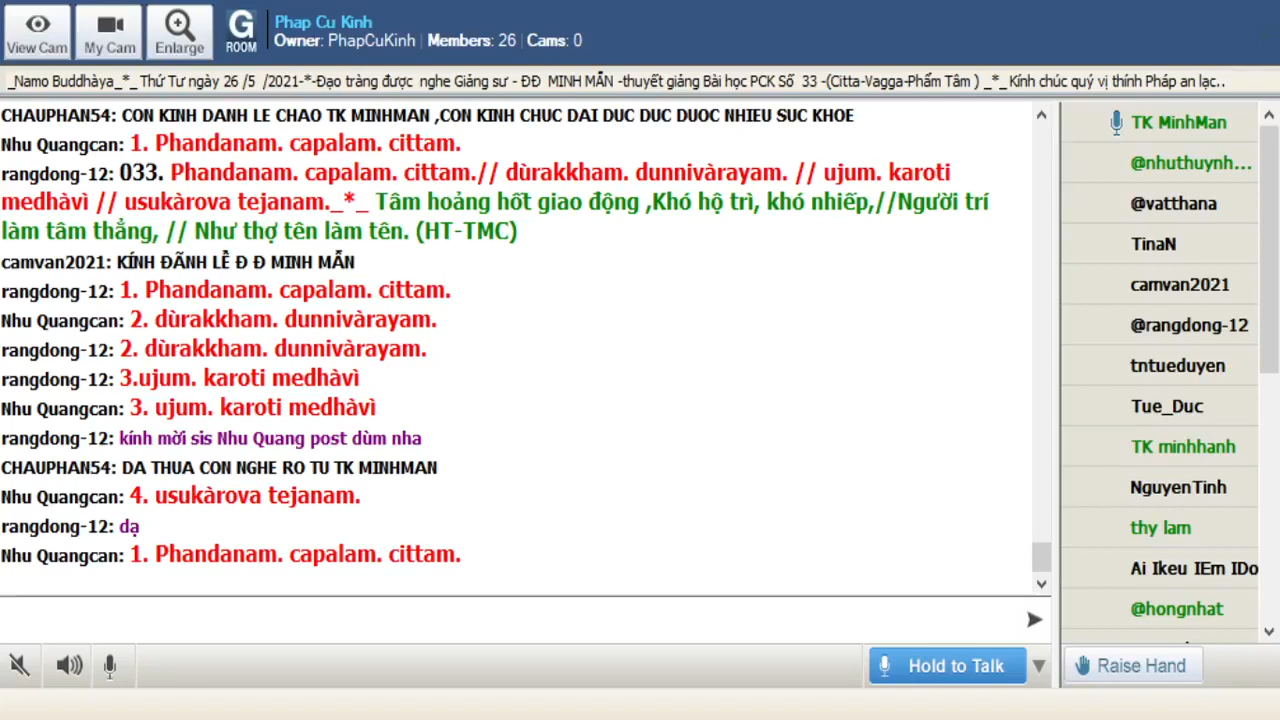 View Cam
My Cam
Enlarge
G
ROOM
Phap Cu Kinh
Owner: PhapCuKinh | Members: 26 | Cams: 0
_Namo Buddhàya_*_ Thứ Tư ngày 26 /5 /2021-*-Đạo tràng được nghe Giảng sư - ĐĐ MINH MẪN -thuyết giảng Bài học PCK Số 33 -(Citta-Vagga-Phẩm Tâm ) _*_Kính chúc quý vị thính Pháp an lạc..
CHAUPHAN54: CON KINH DANH LE CHAO TK MINHMAN ,CON KINH CHUC DAI DUC DUC DUOC NHIEU SUC KHOE
Nhu Quangcan: 1. Phandanam. capalam. cittam.
rangdong-12: 033. Phandanam. capalam. cittam.// dùrakkham. dunnivàrayam. // ujum. karoti
medhàvì // usukàrova tejanam._*_ Tâm hoảng hốt giao động ,Khó hộ trì, khó nhiếp,//Người trí
làm tâm thẳng, // Như thợ tên làm tên. (HT-TMC)
camvan2021: KÍNH ĐÃNH LỄ Đ Đ MINH MẪN
rangdong-12: 1. Phandanam. capalam. cittam.
Nhu Quangcan: 2. dùrakkham. dunnivàrayam.
rangdong-12: 2. dùrakkham. dunnivàrayam.
rangdong-12: 3.ujum. karoti medhàvì
Nhu Quangcan: 3. ujum. karoti medhàvì
rangdong-12: kính mời sis Nhu Quang post dùm nha
CHAUPHAN54: DA THUA CON NGHE RO TU TK MINHMAN
Nhu Quangcan: 4. usukàrova tejanam.
rangdong-12: dạ
Nhu Quangcan: 1. Phandanam. capalam. cittam.
TK MinhMan
@nhuthuynh...
@vatthana
TinaN
camvan2021
@rangdong-12
tntueduyen
Tue_Duc
TK minhhanh
NguyenTinh
thy lam
Ai Ikeu IEm IDo
@hongnhat
Hold to Talk
Raise Hand